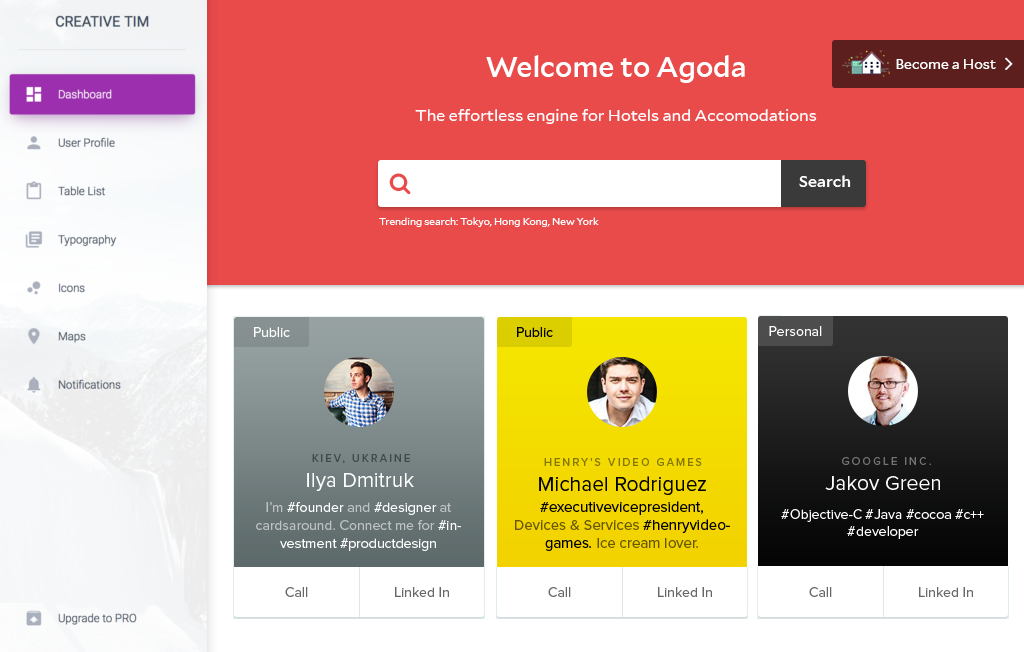 CREATIVE TIM
Dashboard
User Profile
Table List
Typography
Icons
Maps
Notifications
Upgrade to PRO
Welcome to Agoda
Become a Host
The effortless engine for Hotels and Accomodations
Search
Trending search: Tokyo, Hong Kong, New York
Public
KIEV, UKRAINE
Ilya Dmitruk
I'm #founder and #designer at
cardsaround. Connect me for #in-
vestment #productdesign
Call
Linked In
Public
HENRY'S VIDEO GAMES
Michael Rodriguez
#executivevicepresident,
Devices & Services #henryvideo-
games. Ice cream lover.
Call
Linked In
Personal
GOOGLE INC.
Jakov Green
#Objective-C #Java #cocoa #c++
#developer
Call
Linked In